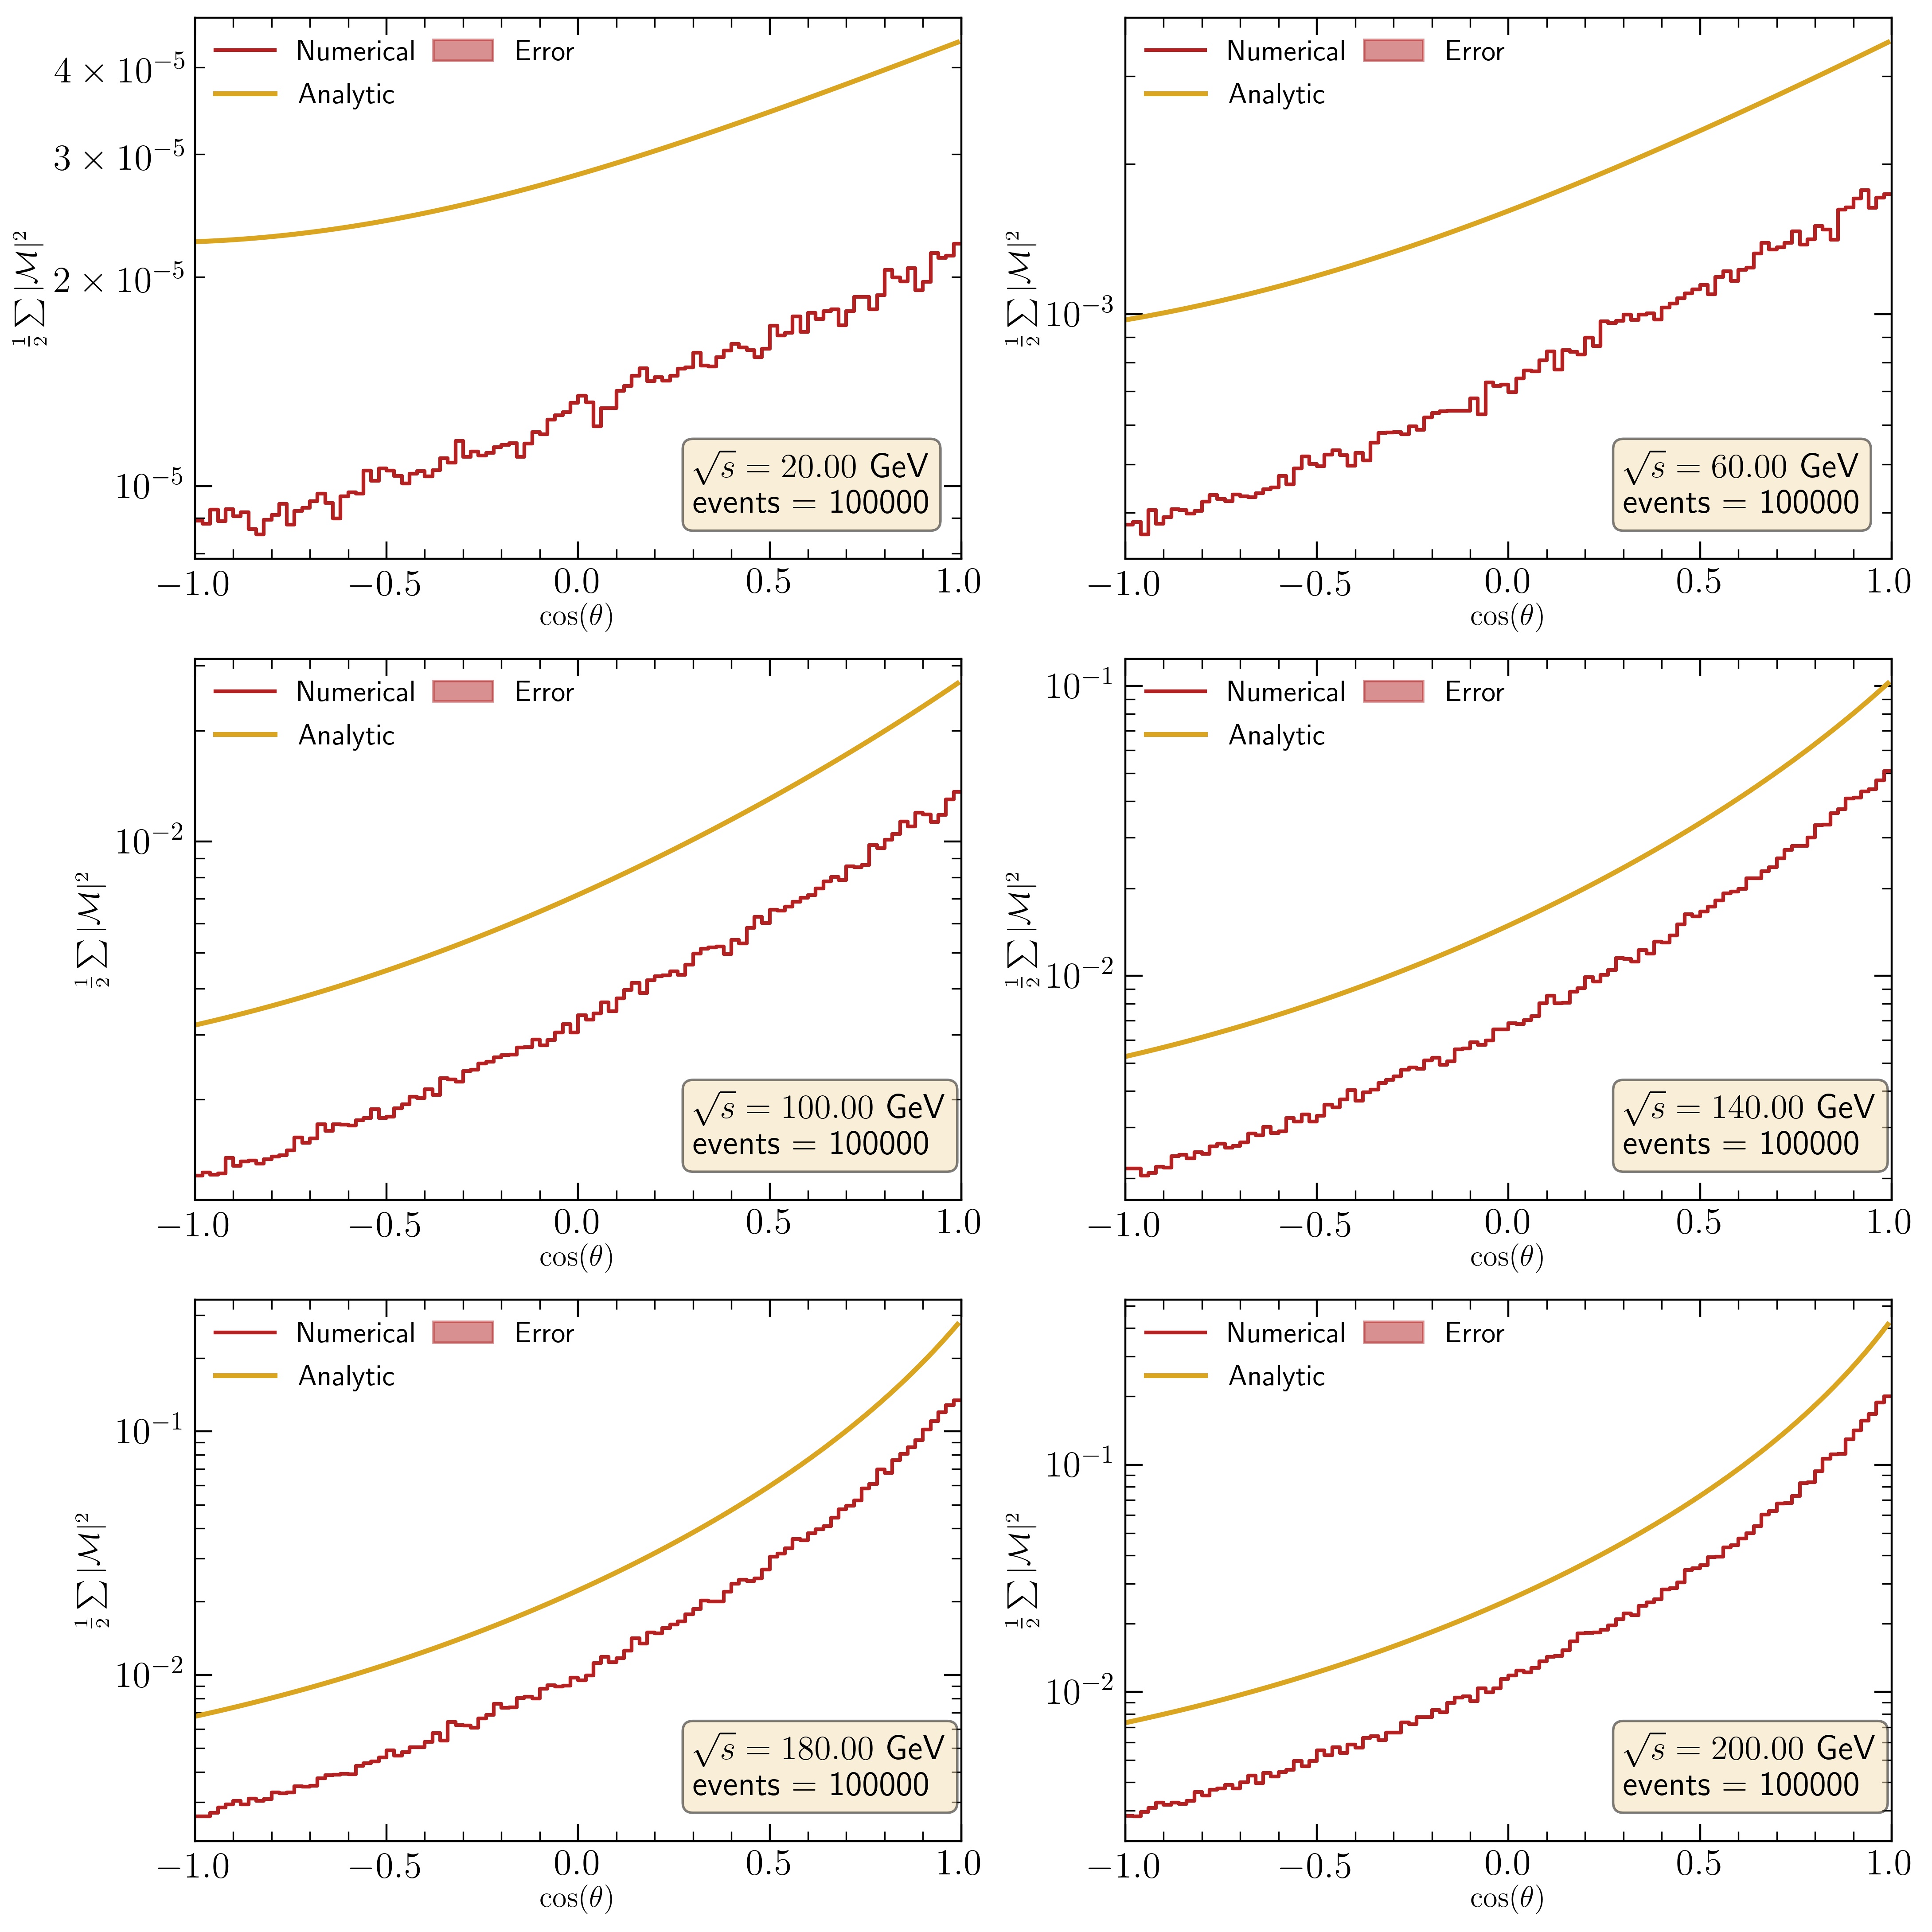 Numerical Error
Analytic
4 × 10⁻⁵
3 × 10⁻⁵
2 × 10⁻⁵
10⁻⁵
½ ∑ |ℳ|²
√s = 20.00 GeV
events = 100000
−1.0 −0.5 0.0 0.5 1.0
cos(θ)
Numerical Error
Analytic
10⁻³
½ ∑ |ℳ|²
√s = 60.00 GeV
events = 100000
−1.0 −0.5 0.0 0.5 1.0
cos(θ)
Numerical Error
Analytic
10⁻²
½ ∑ |ℳ|²
√s = 100.00 GeV
events = 100000
−1.0 −0.5 0.0 0.5 1.0
cos(θ)
Numerical Error
Analytic
10⁻¹
10⁻²
½ ∑ |ℳ|²
√s = 140.00 GeV
events = 100000
−1.0 −0.5 0.0 0.5 1.0
cos(θ)
Numerical Error
Analytic
10⁻¹
10⁻²
½ ∑ |ℳ|²
√s = 180.00 GeV
events = 100000
−1.0 −0.5 0.0 0.5 1.0
cos(θ)
Numerical Error
Analytic
10⁻¹
10⁻²
½ ∑ |ℳ|²
√s = 200.00 GeV
events = 100000
−1.0 −0.5 0.0 0.5 1.0
cos(θ)